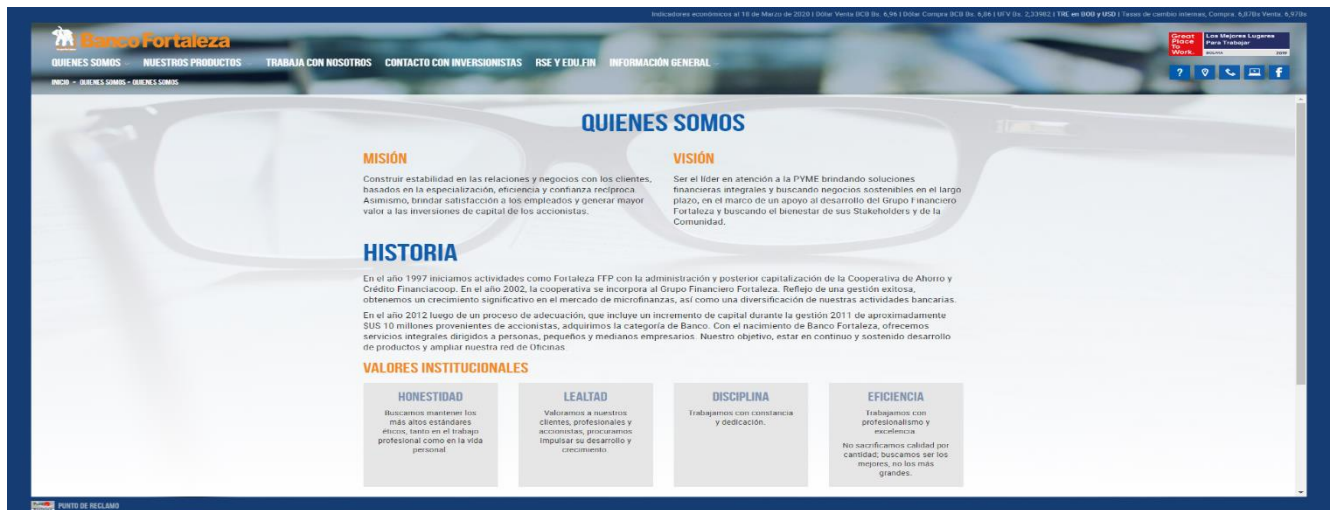 Indicadores económicos al 18 de Marzo de 2020 | Dólar Venta BCB Bs. 6,96 | Dólar Compra BCB Bs. 6,86 | UFV Bs. 2,33982 | TRE en BOB y USD | Tasas de cambio internas, Compra. 6,87Bs Venta. 6,97Bs
Banco Fortaleza
Great Place To Work.
Los Mejores Lugares Para Trabajar
QUIENES SOMOS NUESTROS PRODUCTOS TRABAJA CON NOSOTROS CONTACTO CON INVERSIONISTAS RSE Y EDU.FIN INFORMACIÓN GENERAL
INICIO - QUIENES SOMOS - QUIENES SOMOS
QUIENES SOMOS
MISIÓN
Construir estabilidad en las relaciones y negocios con los clientes,
basados en la especialización, eficiencia y confianza recíproca.
Asimismo, brindar satisfacción a los empleados y generar mayor
valor a las inversiones de capital de los accionistas.
VISIÓN
Ser el líder en atención a la PYME brindando soluciones
financieras integrales y buscando negocios sostenibles en el largo
plazo, en el marco de un apoyo al desarrollo del Grupo Financiero
Fortaleza y buscando el bienestar de sus Stakeholders y de la
Comunidad.
HISTORIA
En el año 1997 iniciamos actividades como Fortaleza FFP con la administración y posterior capitalización de la Cooperativa de Ahorro y
Crédito Financiacoop. En el año 2002, la cooperativa se incorpora al Grupo Financiero Fortaleza. Reflejo de una gestión exitosa,
obtenemos un crecimiento significativo en el mercado de microfinanzas, así como una diversificación de nuestras actividades bancarias.
En el año 2012 luego de un proceso de adecuación, que incluye un incremento de capital durante la gestión 2011 de aproximadamente
$US 10 millones provenientes de accionistas, adquirimos la categoría de Banco. Con el nacimiento de Banco Fortaleza, ofrecemos
servicios integrales dirigidos a personas, pequeños y medianos empresarios. Nuestro objetivo, estar en continuo y sostenido desarrollo
de productos y ampliar nuestra red de Oficinas.
VALORES INSTITUCIONALES
HONESTIDAD
Buscamos mantener los
más altos estándares
éticos, tanto en el trabajo
profesional como en la vida
personal.
LEALTAD
Valoramos a nuestros
clientes, profesionales y
accionistas, procuramos
impulsar su desarrollo y
crecimiento.
DISCIPLINA
Trabajamos con constancia
y dedicación.
EFICIENCIA
Trabajamos con
profesionalismo y
excelencia.
No sacrificamos calidad por
cantidad; buscamos ser los
mejores, no los más
grandes.
PUNTO DE RECLAMO